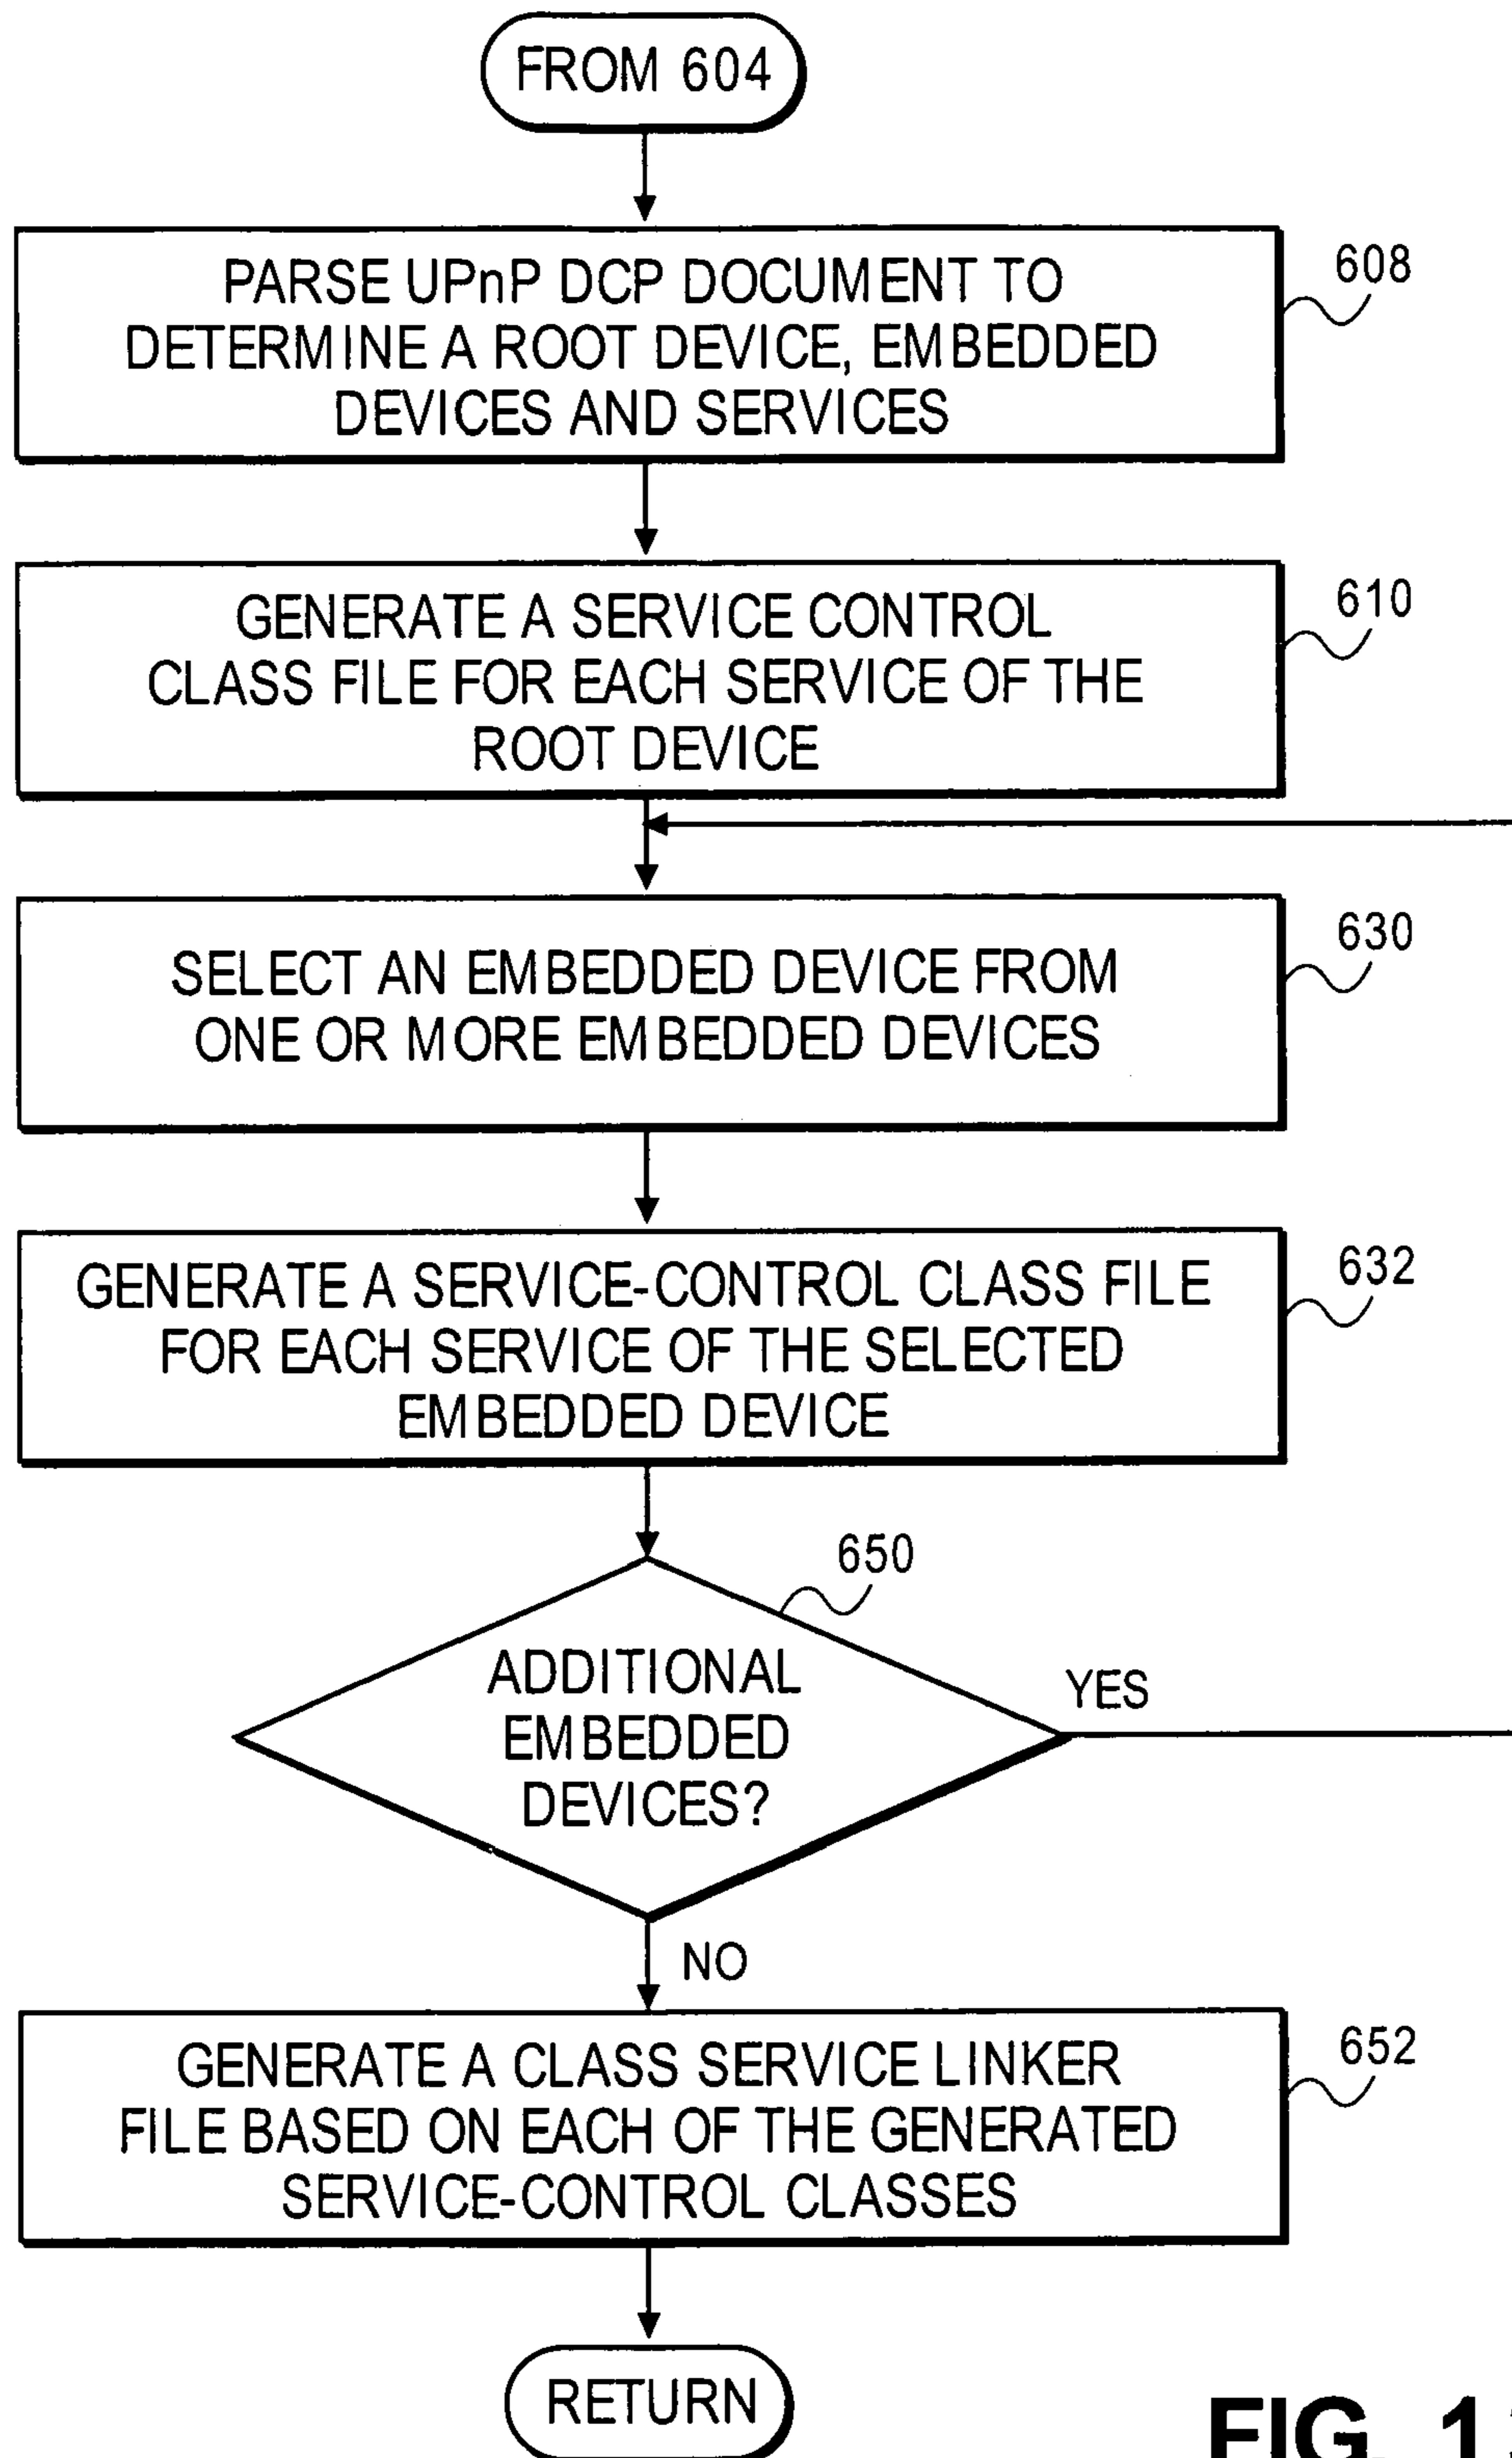 FROM 604
PARSE UPnP DCP DOCUMENT TO
DETERMINE A ROOT DEVICE, EMBEDDED
DEVICES AND SERVICES
608
GENERATE A SERVICE CONTROL
CLASS FILE FOR EACH SERVICE OF THE
ROOT DEVICE
610
SELECT AN EMBEDDED DEVICE FROM
ONE OR MORE EMBEDDED DEVICES
630
GENERATE A SERVICE-CONTROL CLASS FILE
FOR EACH SERVICE OF THE SELECTED
EMBEDDED DEVICE
632
650
ADDITIONAL
EMBEDDED
DEVICES?
YES
NO
GENERATE A CLASS SERVICE LINKER
FILE BASED ON EACH OF THE GENERATED
SERVICE-CONTROL CLASSES
652
RETURN
FIG. 1